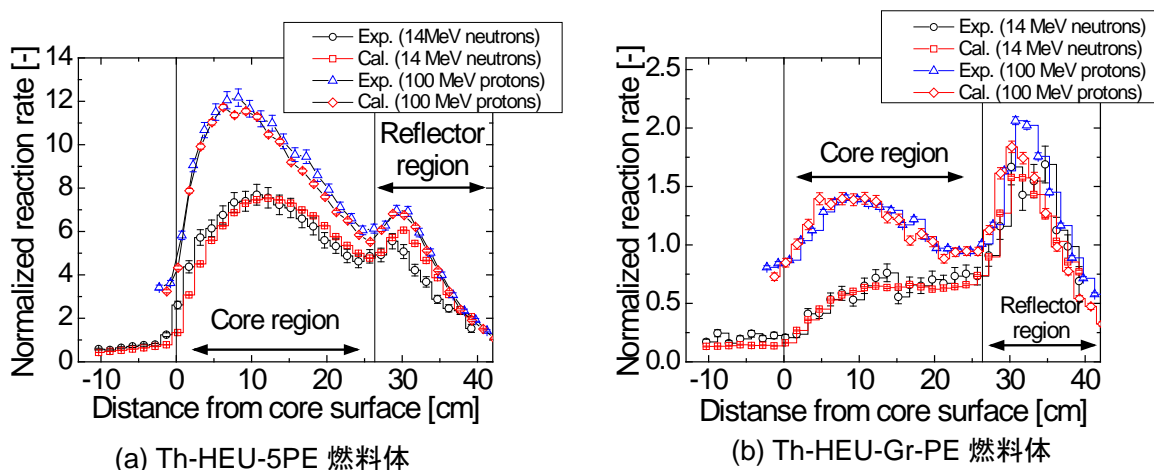 Exp. (14MeV neutrons)
Cal. (14 MeV neutrons)
Exp. (100 MeV protons)
Cal. (100 MeV protons)
Normalized reaction rate [-]
14
12
10
8
6
4
2
0
Reflector
region
Core region
-10 0 10 20 30 40
Distance from core surface [cm]
(a) Th-HEU-5PE 燃料体
Exp. (14 MeV neutrons)
Cal. (14 MeV neutrons)
Exp. (100 MeV protons)
Cal. (100 MeV protons)
Normalized reaction rate [-]
2.5
2.0
1.5
1.0
0.5
0.0
Core region
Reflector
region
-10 0 10 20 30 40
Distanse from core surface [cm]
(b) Th-HEU-Gr-PE 燃料体